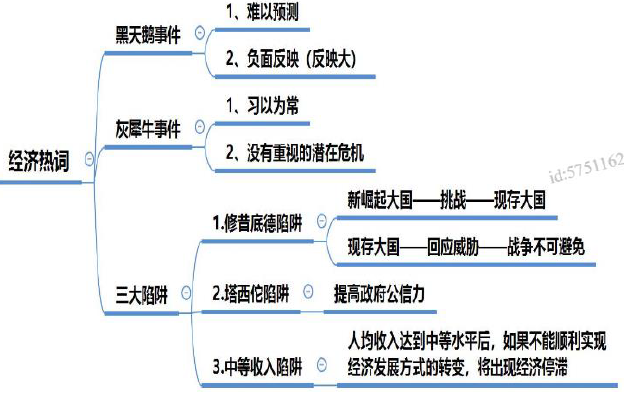 经济热词
黑天鹅事件
1、难以预测
2、负面反映（反映大）
灰犀牛事件
1、习以为常
2、没有重视的潜在危机
三大陷阱
1.修昔底德陷阱
新崛起大国——挑战——现存大国
现存大国——回应威胁——战争不可避免
2.塔西佗陷阱
提高政府公信力
3.中等收入陷阱
人均收入达到中等水平后，如果不能顺利实现
经济发展方式的转变，将出现经济停滞
id:5751162